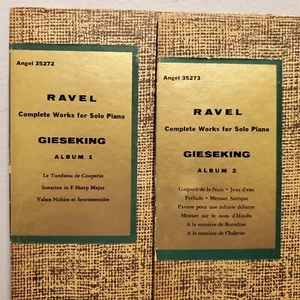 Angel 35272
RAVEL
Complete Works for Solo Piano
GIESEKING
ALBUM 1
Le Tombeau de Couperin
Sonatine in F Sharp Major
Valses Nobles et Sentimentales
Angel 35273
RAVEL
Complete Works for Solo Piano
GIESEKING
ALBUM 2
Gaspard de la Nuit • Jeux d'eau
Prelude • Menuet Antique
Pavane pour une infante défunte
Menuet sur le nom d'Haydn
A la manière de Borodine
A la manière de Chabrier